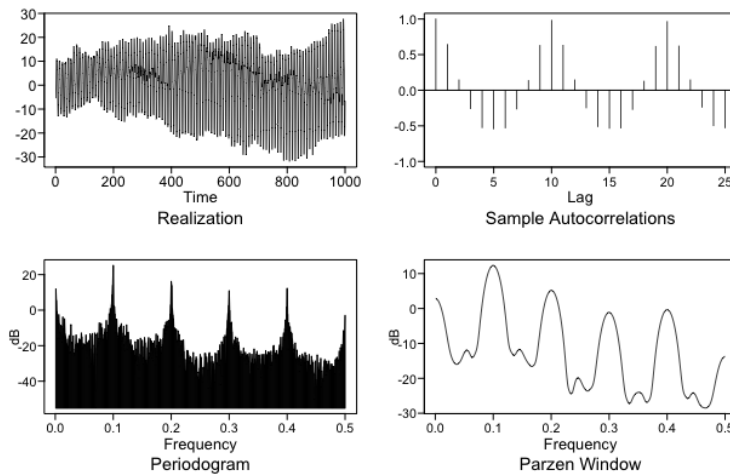 30
20
10
0
-10
-20
-30
0 200 400 600 800 1000
Time
Realization
1.0
0.5
0.0
-0.5
-1.0
0 5 10 15 20 25
Lag
Sample Autocorrelations
20
0
-20
-40
dB
0.0 0.1 0.2 0.3 0.4 0.5
Frequency
Periodogram
10
0
-10
-20
-30
dB
0.0 0.1 0.2 0.3 0.4 0.5
Frequency
Parzen Window